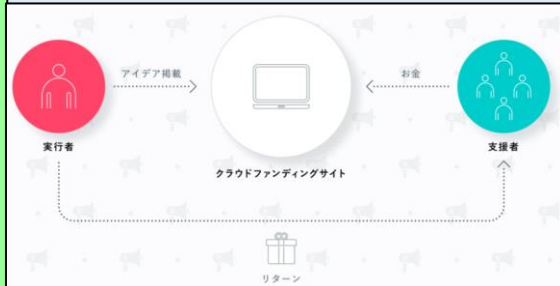 アイデア掲載
お金
実行者
支援者
クラウドファンディングサイト
リターン